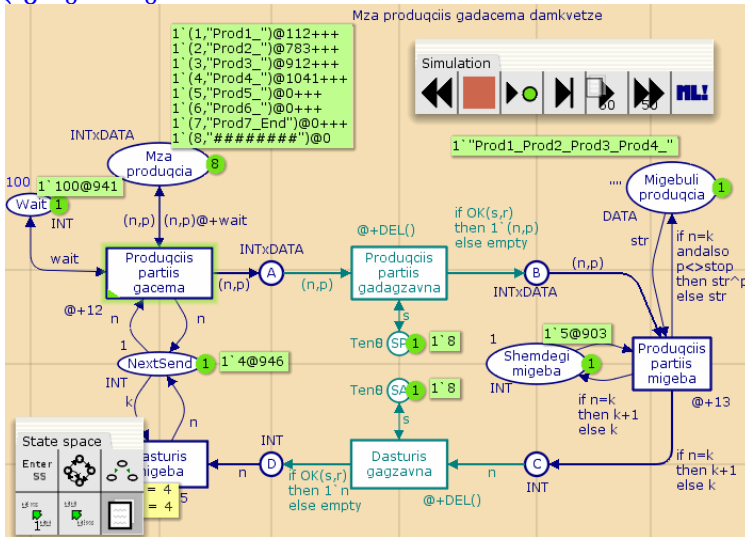 Mza produqciis gadacema damkvetze
1`(1,"Prod1_")@112+++
1`(2,"Prod2_")@783+++
1`(3,"Prod3_")@912+++
1`(4,"Prod4_")@1041+++
1`(5,"Prod5_")@0+++
1`(6,"Prod6_")@0+++
1`(7,"Prod7_End")@0+++
1`(8,"########")@0
Simulation
50
ML!
INTxDATA
Mza
produqcia
8
1`"Prod1_Prod2_Prod3_Prod4_"
100
1`100@941
Wait
1
INT
""
Migebuli
produqcia
1
DATA
(n,p)
(n,p)@+wait
wait
@+DEL()
if OK(s,r)
then 1`(n,p)
else empty
str
if n=k
andalso
p<>stop
then str^p
else str
Produqciis
partiis
gacema
INTxDATA
(n,p)
A
(n,p)
Produqciis
partiis
gadagzavna
B
INTxDATA
(n,p)
@+12
n
n
s
Ten0
SP
1
1`8
1
NextSend
1
1`4@946
INT
1
1`5@903
Shemdegi
migeba
1
INT
Produqciis
partiis
migeba
@+13
Ten0
SA
1
1`8
k
n
s
if n=k
then k+1
else k
if n=k
then k+1
else k
State space
Enter
SS
INT
D
n
if OK(s,r)
then 1`n
else empty
Dasturis
gagzavna
@+DEL()
n
C
INT
asturis
igeba
= 4
= 4
5